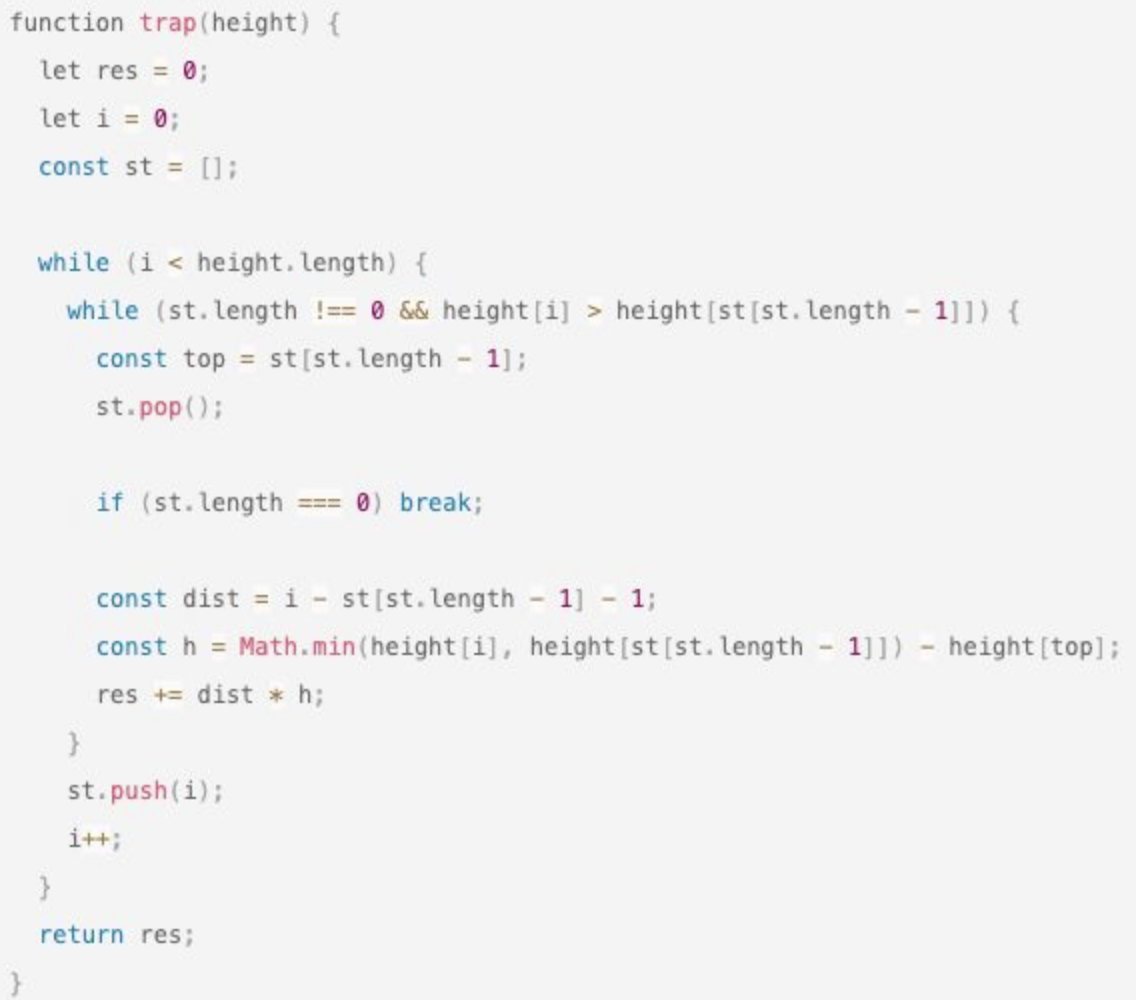 function trap(height) {
  let res = 0;
  let i = 0;
  const st = [];

  while (i < height.length) {
    while (st.length !== 0 && height[i] > height[st[st.length - 1]]) {
      const top = st[st.length - 1];
      st.pop();

      if (st.length === 0) break;

      const dist = i - st[st.length - 1] - 1;
      const h = Math.min(height[i], height[st[st.length - 1]]) - height[top];
      res += dist * h;
    }
    st.push(i);
    i++;
  }
  return res;
}